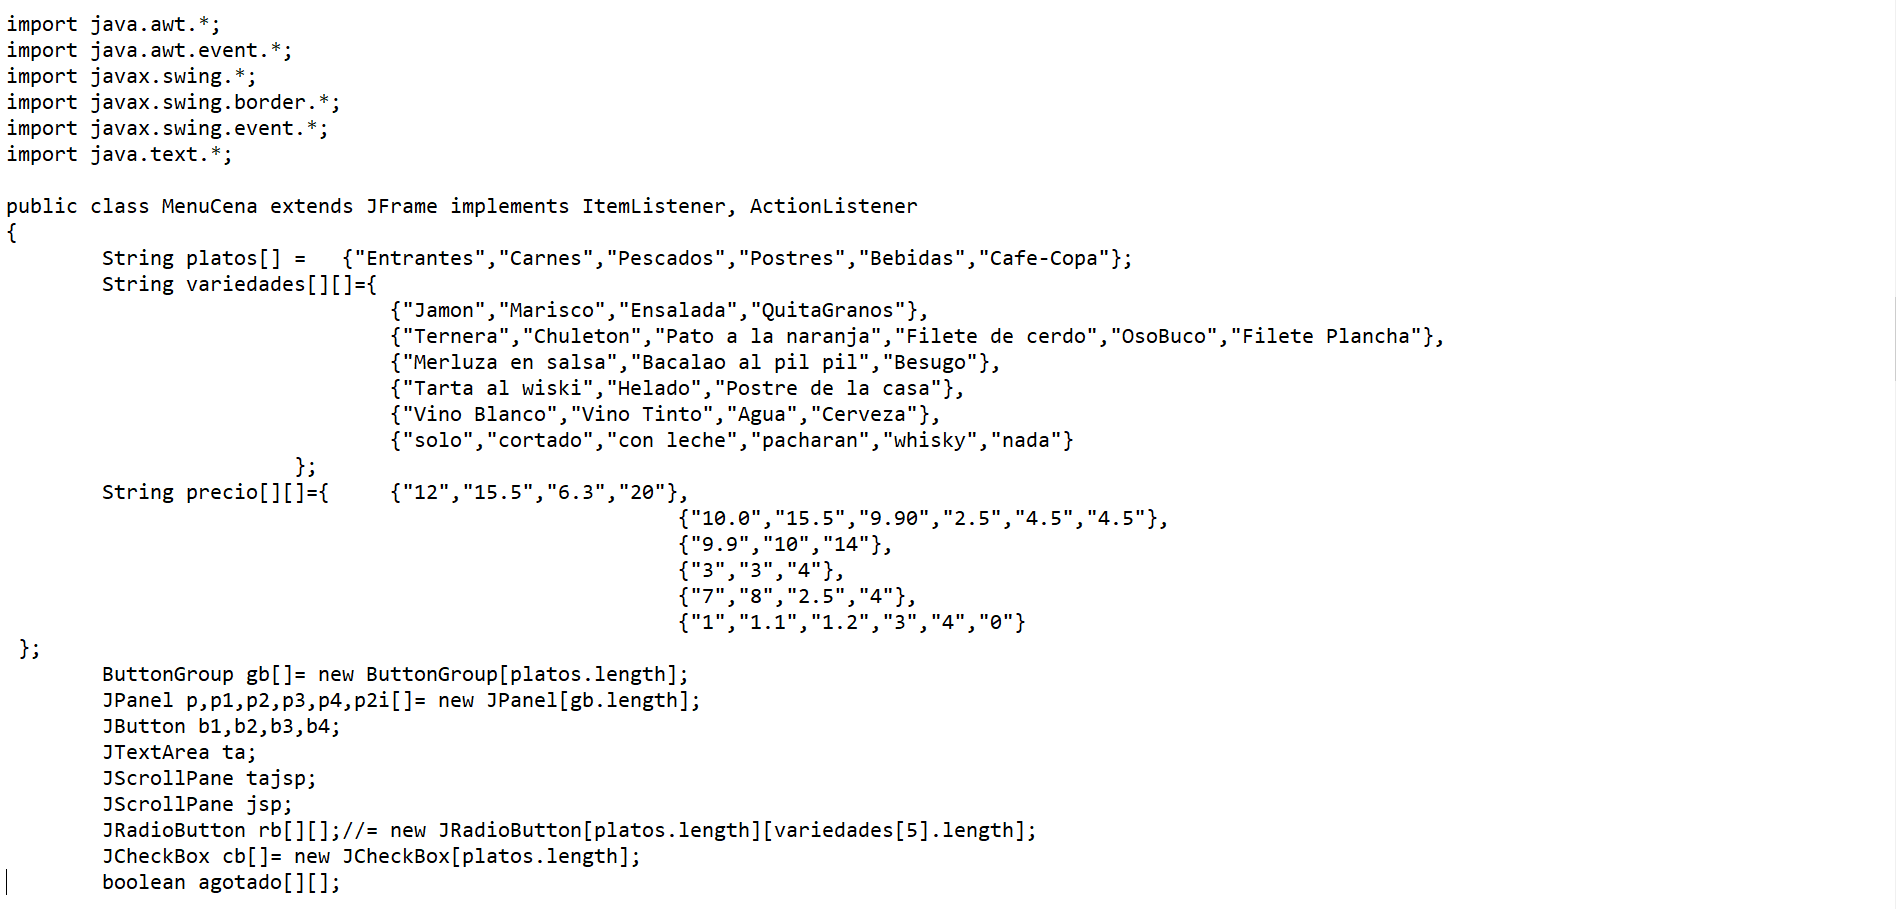 import java.awt.*;
import java.awt.event.*;
import javax.swing.*;
import javax.swing.border.*;
import javax.swing.event.*;
import java.text.*;

public class MenuCena extends JFrame implements ItemListener, ActionListener
{
        String platos[] =   {"Entrantes","Carnes","Pescados","Postres","Bebidas","Cafe-Copa"};
        String variedades[][]={
                                {"Jamon","Marisco","Ensalada","QuitaGranos"},
                                {"Ternera","Chuleton","Pato a la naranja","Filete de cerdo","OsoBuco","Filete Plancha"},
                                {"Merluza en salsa","Bacalao al pil pil","Besugo"},
                                {"Tarta al wiski","Helado","Postre de la casa"},
                                {"Vino Blanco","Vino Tinto","Agua","Cerveza"},
                                {"solo","cortado","con leche","pacharan","whisky","nada"}
                        };
        String precio[][]={     {"12","15.5","6.3","20"},
                                                        {"10.0","15.5","9.90","2.5","4.5","4.5"},
                                                        {"9.9","10","14"},
                                                        {"3","3","4"},
                                                        {"7","8","2.5","4"},
                                                        {"1","1.1","1.2","3","4","0"}
 };
        ButtonGroup gb[]= new ButtonGroup[platos.length];
        JPanel p,p1,p2,p3,p4,p2i[]= new JPanel[gb.length];
        JButton b1,b2,b3,b4;
        JTextArea ta;
        JScrollPane tajsp;
        JScrollPane jsp;
        JRadioButton rb[][];//= new JRadioButton[platos.length][variedades[5].length];
        JCheckBox cb[]= new JCheckBox[platos.length];
        boolean agotado[][];